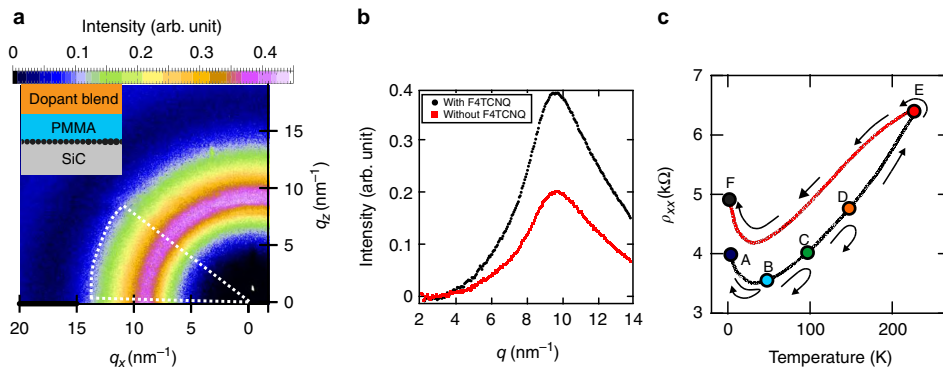 a
Intensity (arb. unit)
0 0.1 0.2 0.3 0.4
Dopant blend
PMMA
SiC
15
10
5
0
q_z (nm⁻¹)
20 15 10 5 0
q_x (nm⁻¹)
b
With F4TCNQ
Without F4TCNQ
0.4
0.3
0.2
0.1
0
Intensity (arb. unit)
2 4 6 8 10 12 14
q (nm⁻¹)
c
7
6
5
4
3
ρ_xx (kΩ)
E
F
D
C
A
B
0 100 200
Temperature (K)